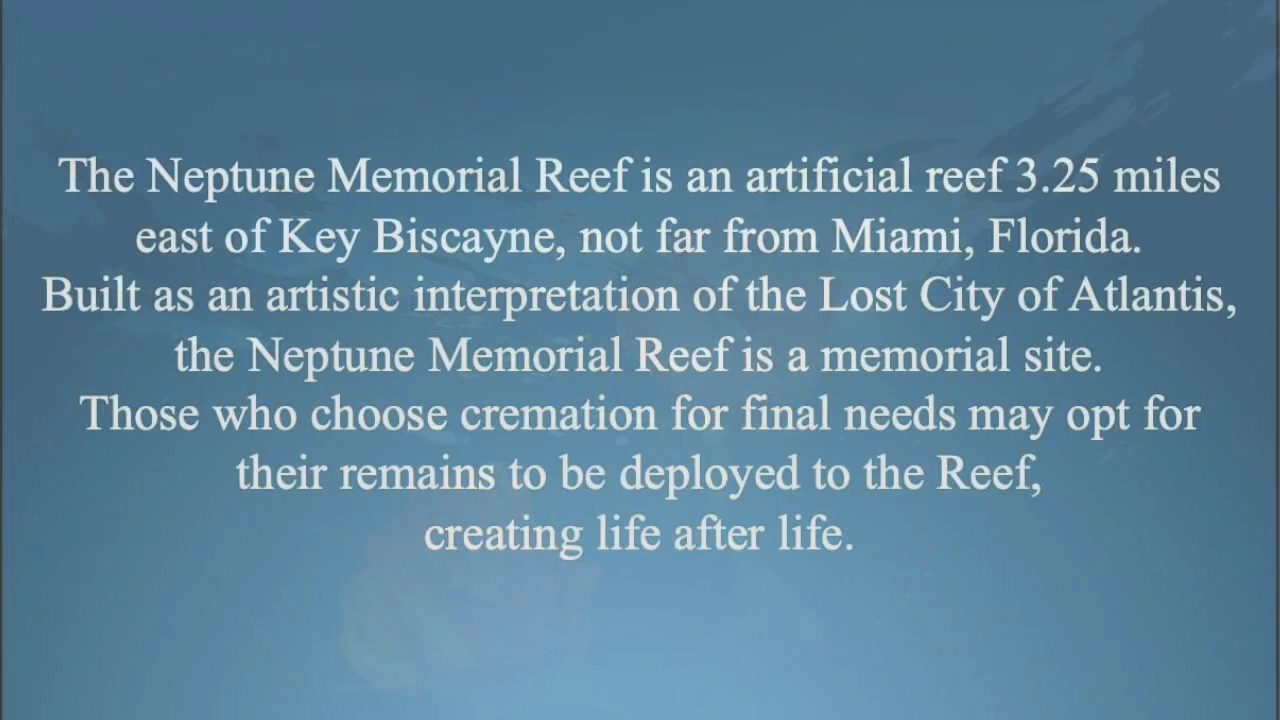 The Neptune Memorial Reef is an artificial reef 3.25 miles
east of Key Biscayne, not far from Miami, Florida.
Built as an artistic interpretation of the Lost City of Atlantis,
the Neptune Memorial Reef is a memorial site.
Those who choose cremation for final needs may opt for
their remains to be deployed to the Reef,
creating life after life.